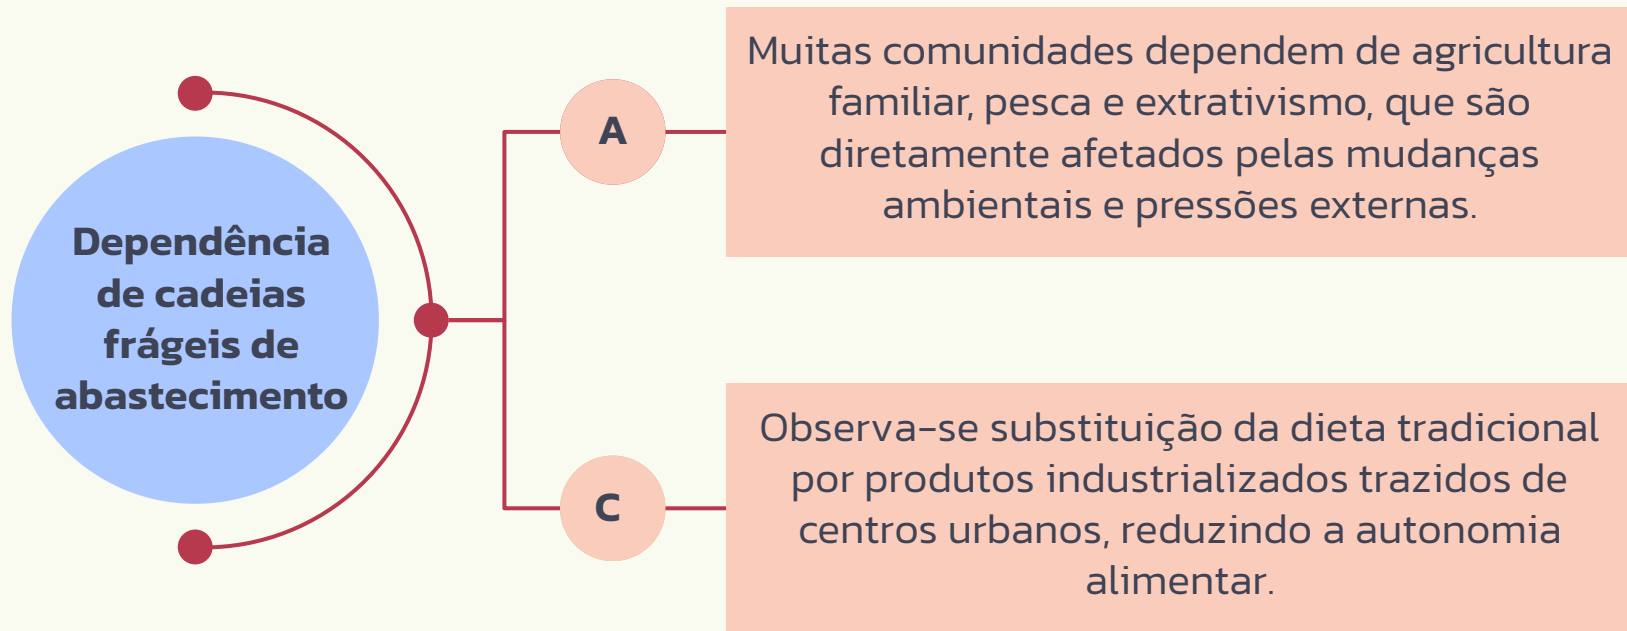 Dependência
de cadeias
frágeis de
abastecimento
A
Muitas comunidades dependem de agricultura
familiar, pesca e extrativismo, que são
diretamente afetados pelas mudanças
ambientais e pressões externas.
C
Observa-se substituição da dieta tradicional
por produtos industrializados trazidos de
centros urbanos, reduzindo a autonomia
alimentar.